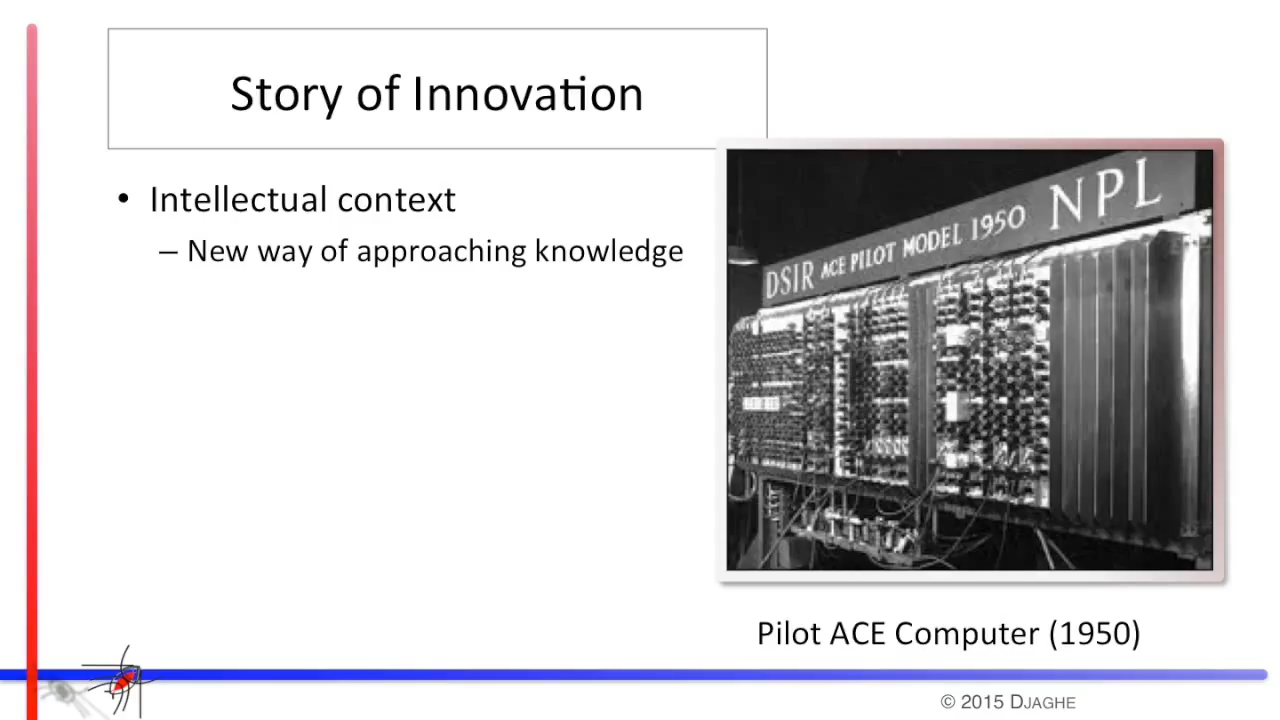 Story of Innovation
• Intellectual context
– New way of approaching knowledge
DSIR ACE PILOT MODEL 1950 NPL
Pilot ACE Computer (1950)
© 2015 DJAGHE